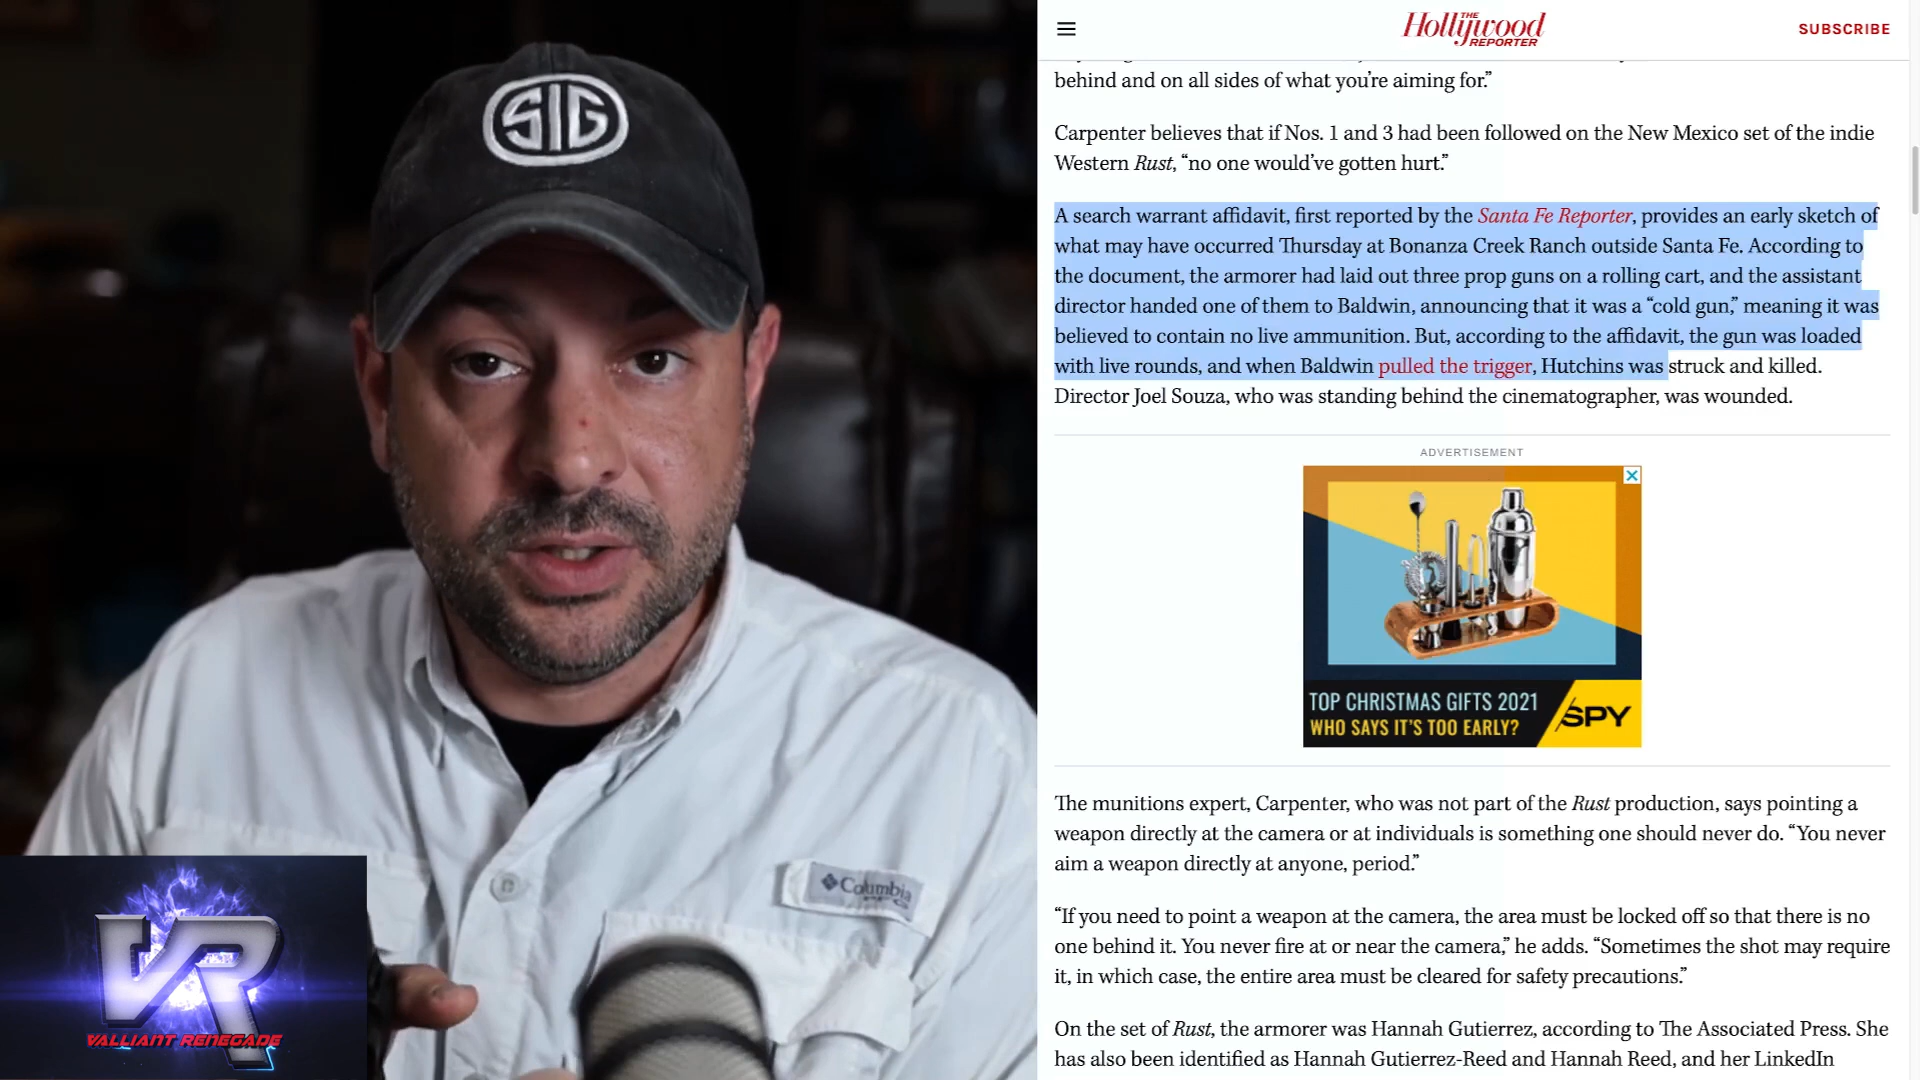 SIG
Columbia
VR
VALLIANT RENEGADE
THE
Hollywood
REPORTER
SUBSCRIBE
behind and on all sides of what you’re aiming for.”
Carpenter believes that if Nos. 1 and 3 had been followed on the New Mexico set of the indie
Western Rust, “no one would’ve gotten hurt.”
A search warrant affidavit, first reported by the Santa Fe Reporter, provides an early sketch of
what may have occurred Thursday at Bonanza Creek Ranch outside Santa Fe. According to
the document, the armorer had laid out three prop guns on a rolling cart, and the assistant
director handed one of them to Baldwin, announcing that it was a “cold gun,” meaning it was
believed to contain no live ammunition. But, according to the affidavit, the gun was loaded
with live rounds, and when Baldwin pulled the trigger, Hutchins was struck and killed.
Director Joel Souza, who was standing behind the cinematographer, was wounded.
ADVERTISEMENT
TOP CHRISTMAS GIFTS 2021
WHO SAYS IT’S TOO EARLY?
SPY
The munitions expert, Carpenter, who was not part of the Rust production, says pointing a
weapon directly at the camera or at individuals is something one should never do. “You never
aim a weapon directly at anyone, period.”
“If you need to point a weapon at the camera, the area must be locked off so that there is no
one behind it. You never fire at or near the camera,” he adds. “Sometimes the shot may require
it, in which case, the entire area must be cleared for safety precautions.”
On the set of Rust, the armorer was Hannah Gutierrez, according to The Associated Press. She
has also been identified as Hannah Gutierrez-Reed and Hannah Reed, and her LinkedIn